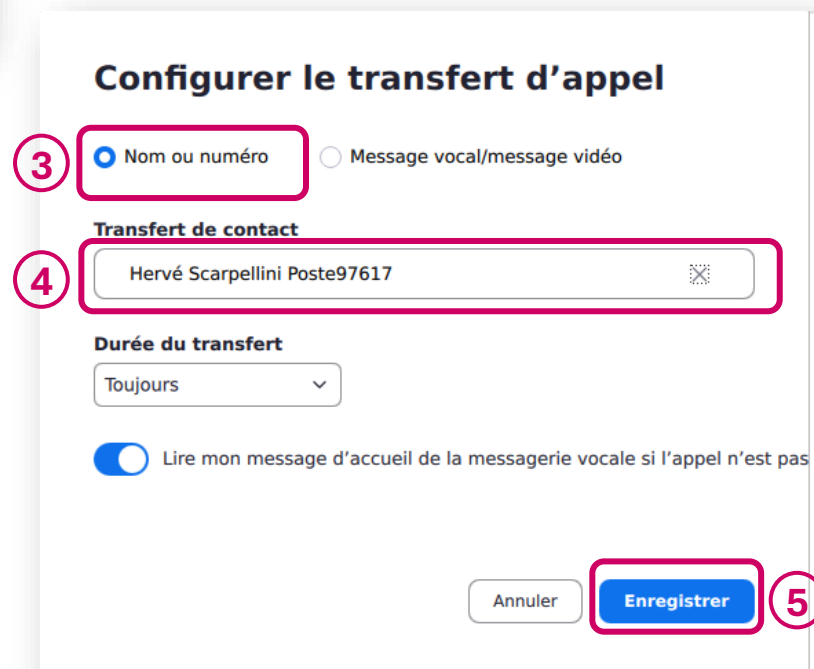 Configurer le transfert d’appel
3
Nom ou numéro
Message vocal/message vidéo
Transfert de contact
4
Hervé Scarpellini Poste97617
Durée du transfert
Toujours
Lire mon message d’accueil de la messagerie vocale si l’appel n’est pas
Annuler
Enregistrer
5